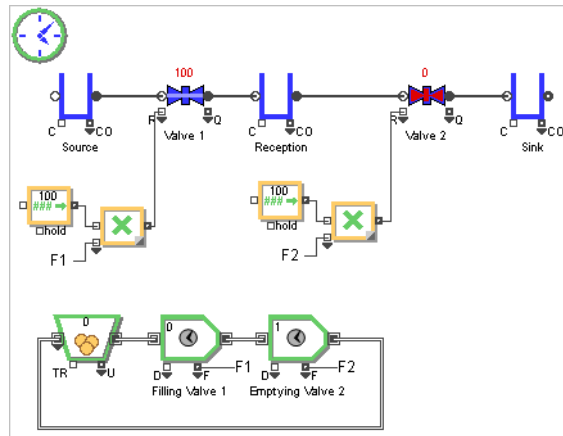 100 0
R Q R Q
C CO C CO C CO
Source Valve 1 Reception Valve 2 Sink
100 100
###
hold
###
hold
F1 F2
0 0 1
TR U D F F1 D F F2
Filling Valve 1 Emptying Valve 2